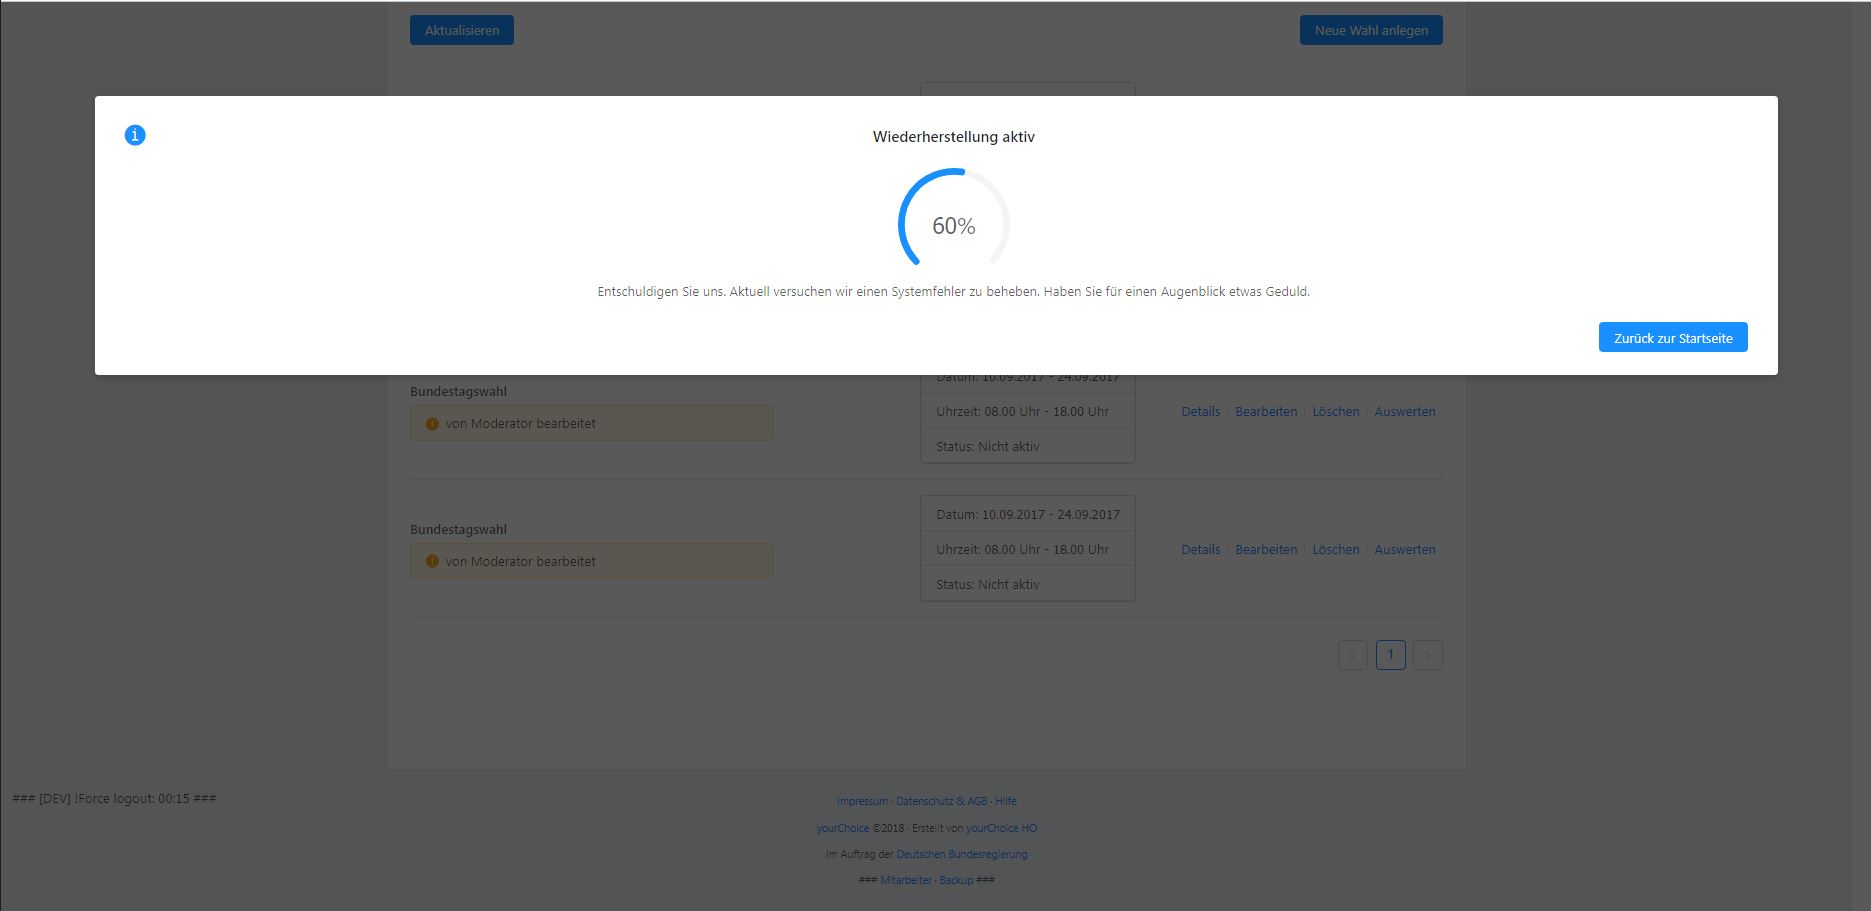 Aktualisieren
Neue Wahl anlegen
Wiederherstellung aktiv
60%
Entschuldigen Sie uns. Aktuell versuchen wir einen Systemfehler zu beheben. Haben Sie für einen Augenblick etwas Geduld.
Zurück zur Startseite
Datum: 10.09.2017 - 24.09.2017
Bundestagswahl
von Moderator bearbeitet
Uhrzeit: 08.00 Uhr - 18.00 Uhr
Details Bearbeiten Löschen Auswerten
Status: Nicht aktiv
Datum: 10.09.2017 - 24.09.2017
Bundestagswahl
von Moderator bearbeitet
Uhrzeit: 08.00 Uhr - 18.00 Uhr
Details Bearbeiten Löschen Auswerten
Status: Nicht aktiv
< 1 >
### [DEV] !Force logout: 00:15 ###
Impressum · Datenschutz & AGB · Hilfe
yourChoice ©2018 · Erstellt von yourChoice HO
Im Auftrag der Deutschen Bundesregierung
### Mitarbeiter · Backup ###